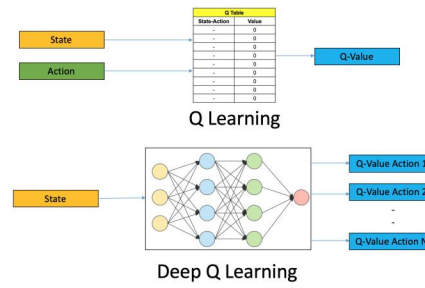 Q Table
State-Action Value
- 0
- 0
- 0
- 0
- 0
- 0
- 0
- 0
- 0
State
Action
Q-Value
Q Learning
State
Q-Value Action 1
Q-Value Action 2
-
-
Q-Value Action N
Deep Q Learning